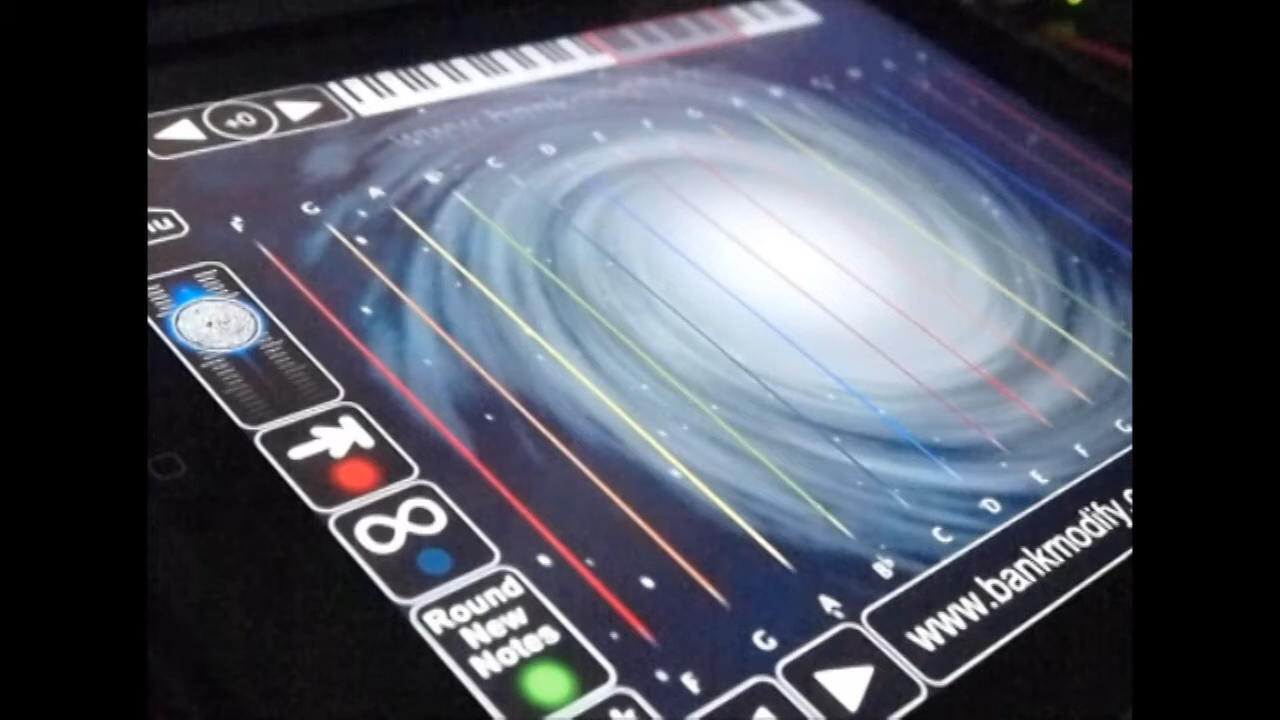 +0
F G A B♭ C D E F G
Round
New
Notes
F G A B♭ C D E F G
www.bankmodify.